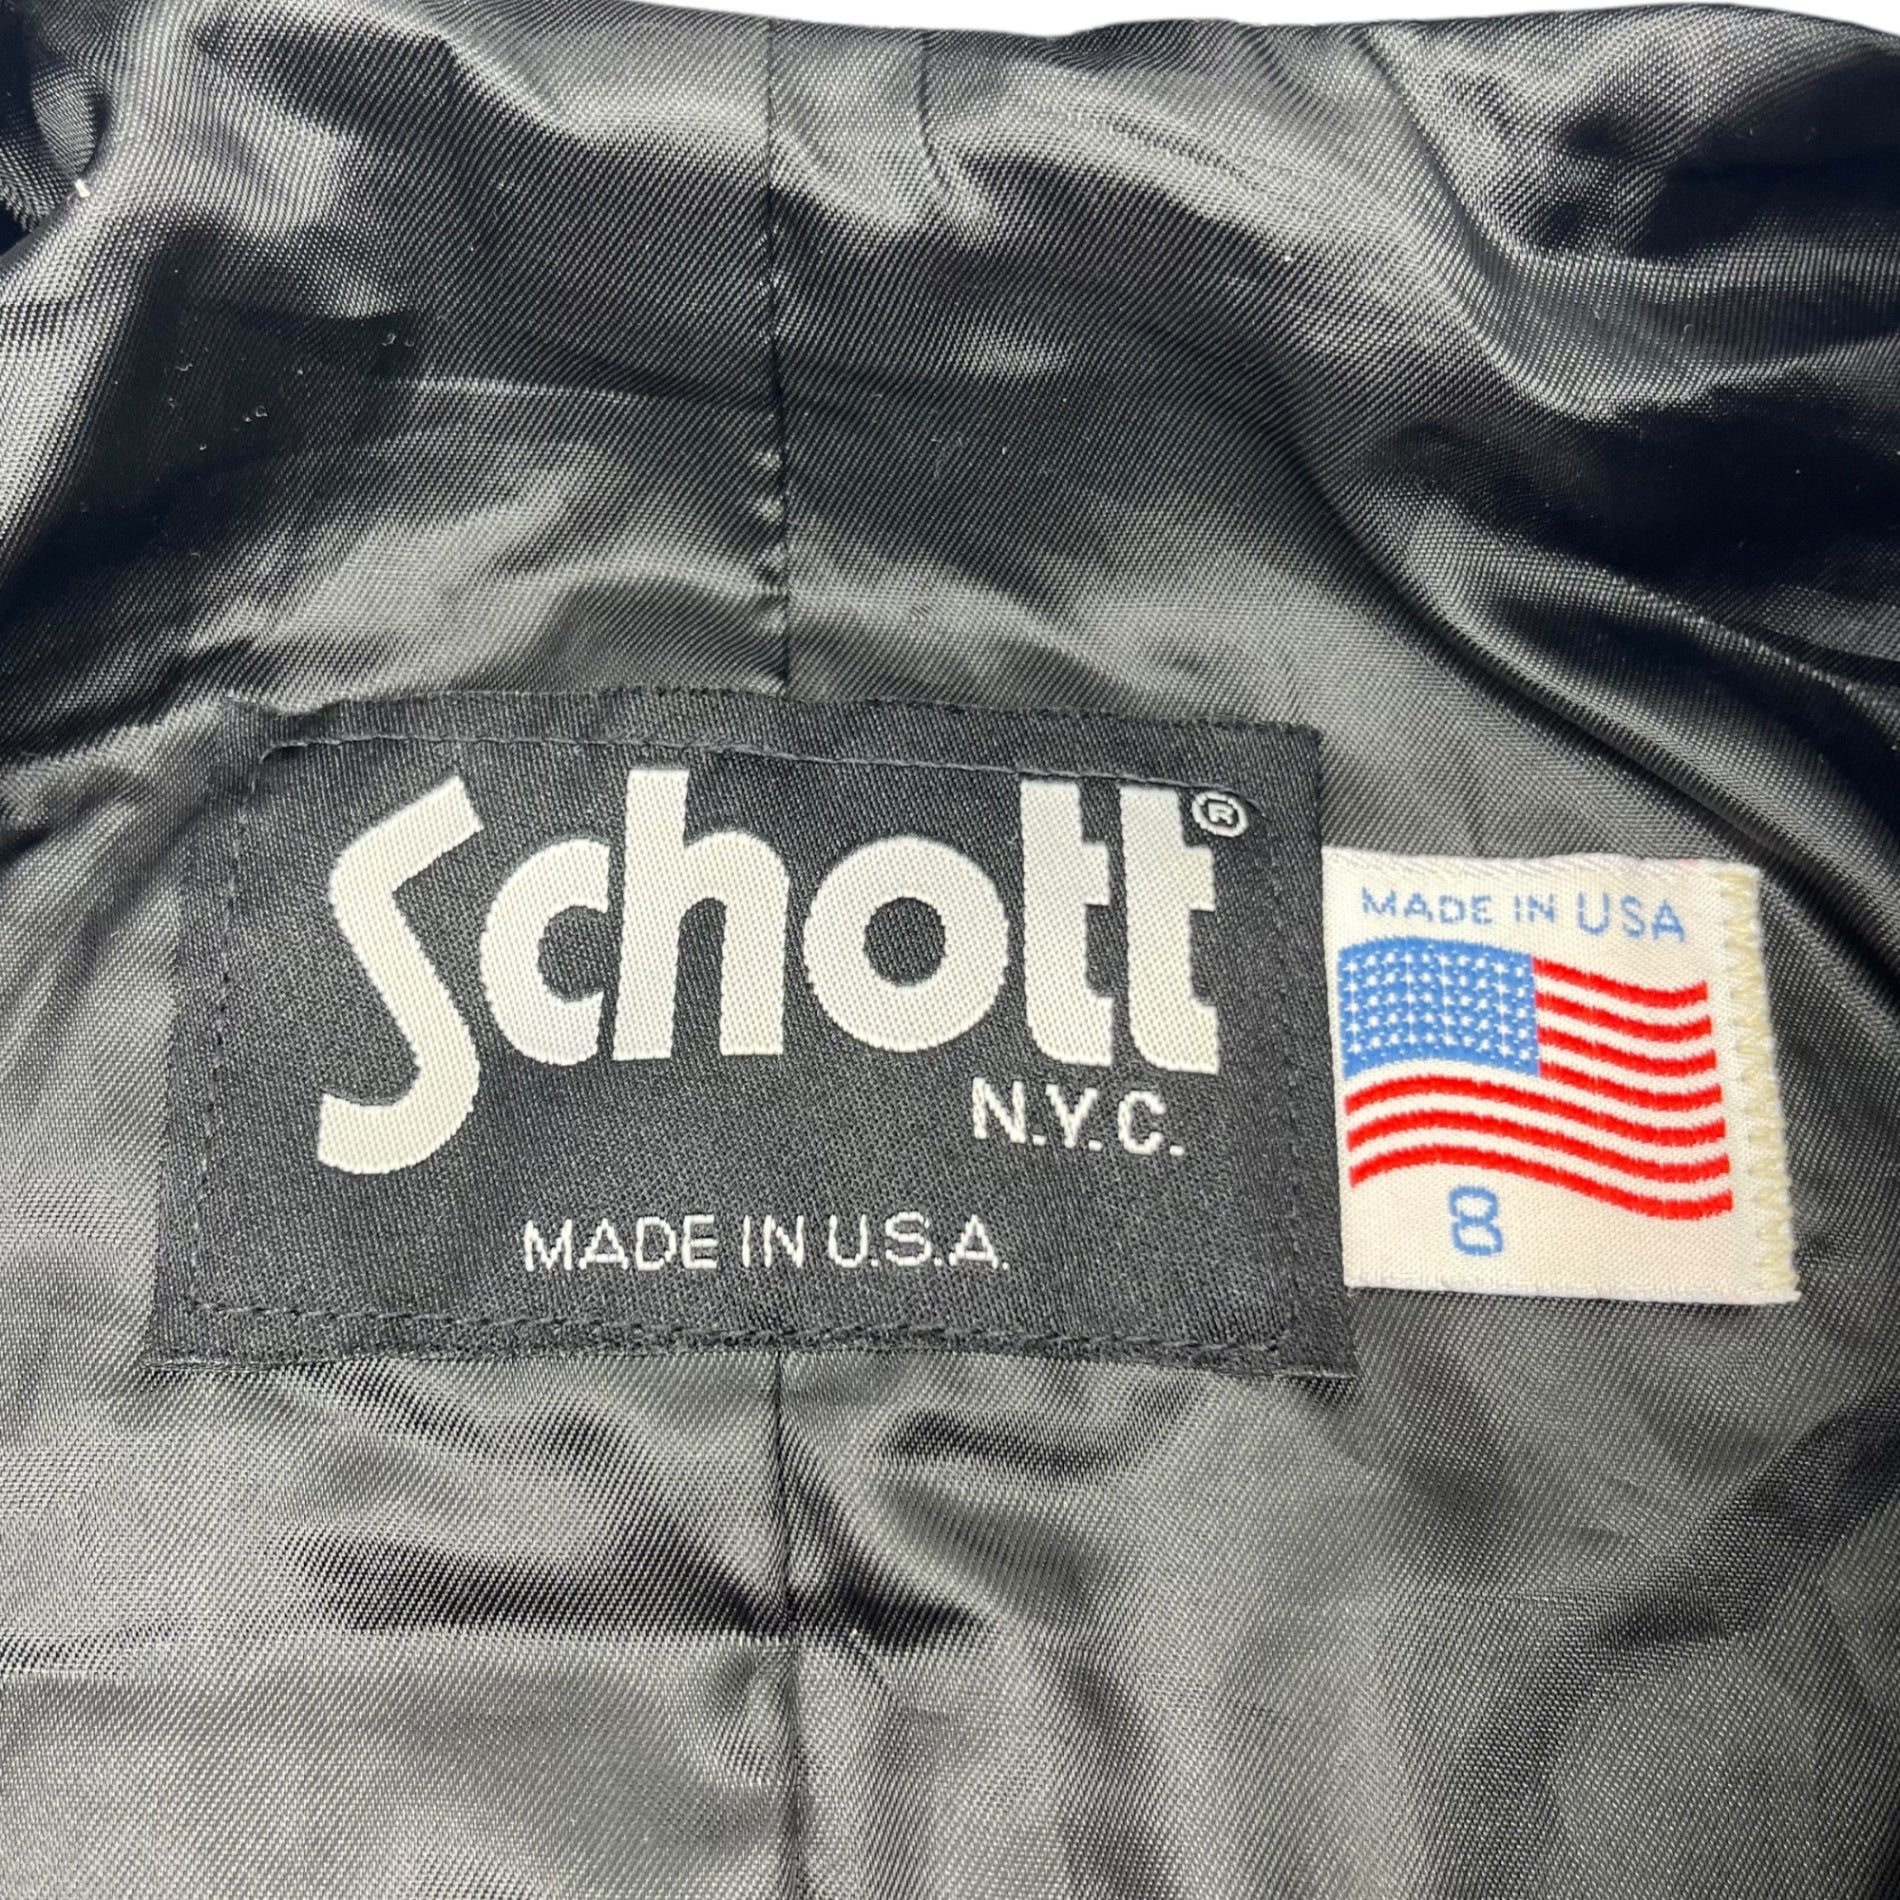 Schott®
N.Y.C.
MADE IN U.S.A.
MADE IN USA
8